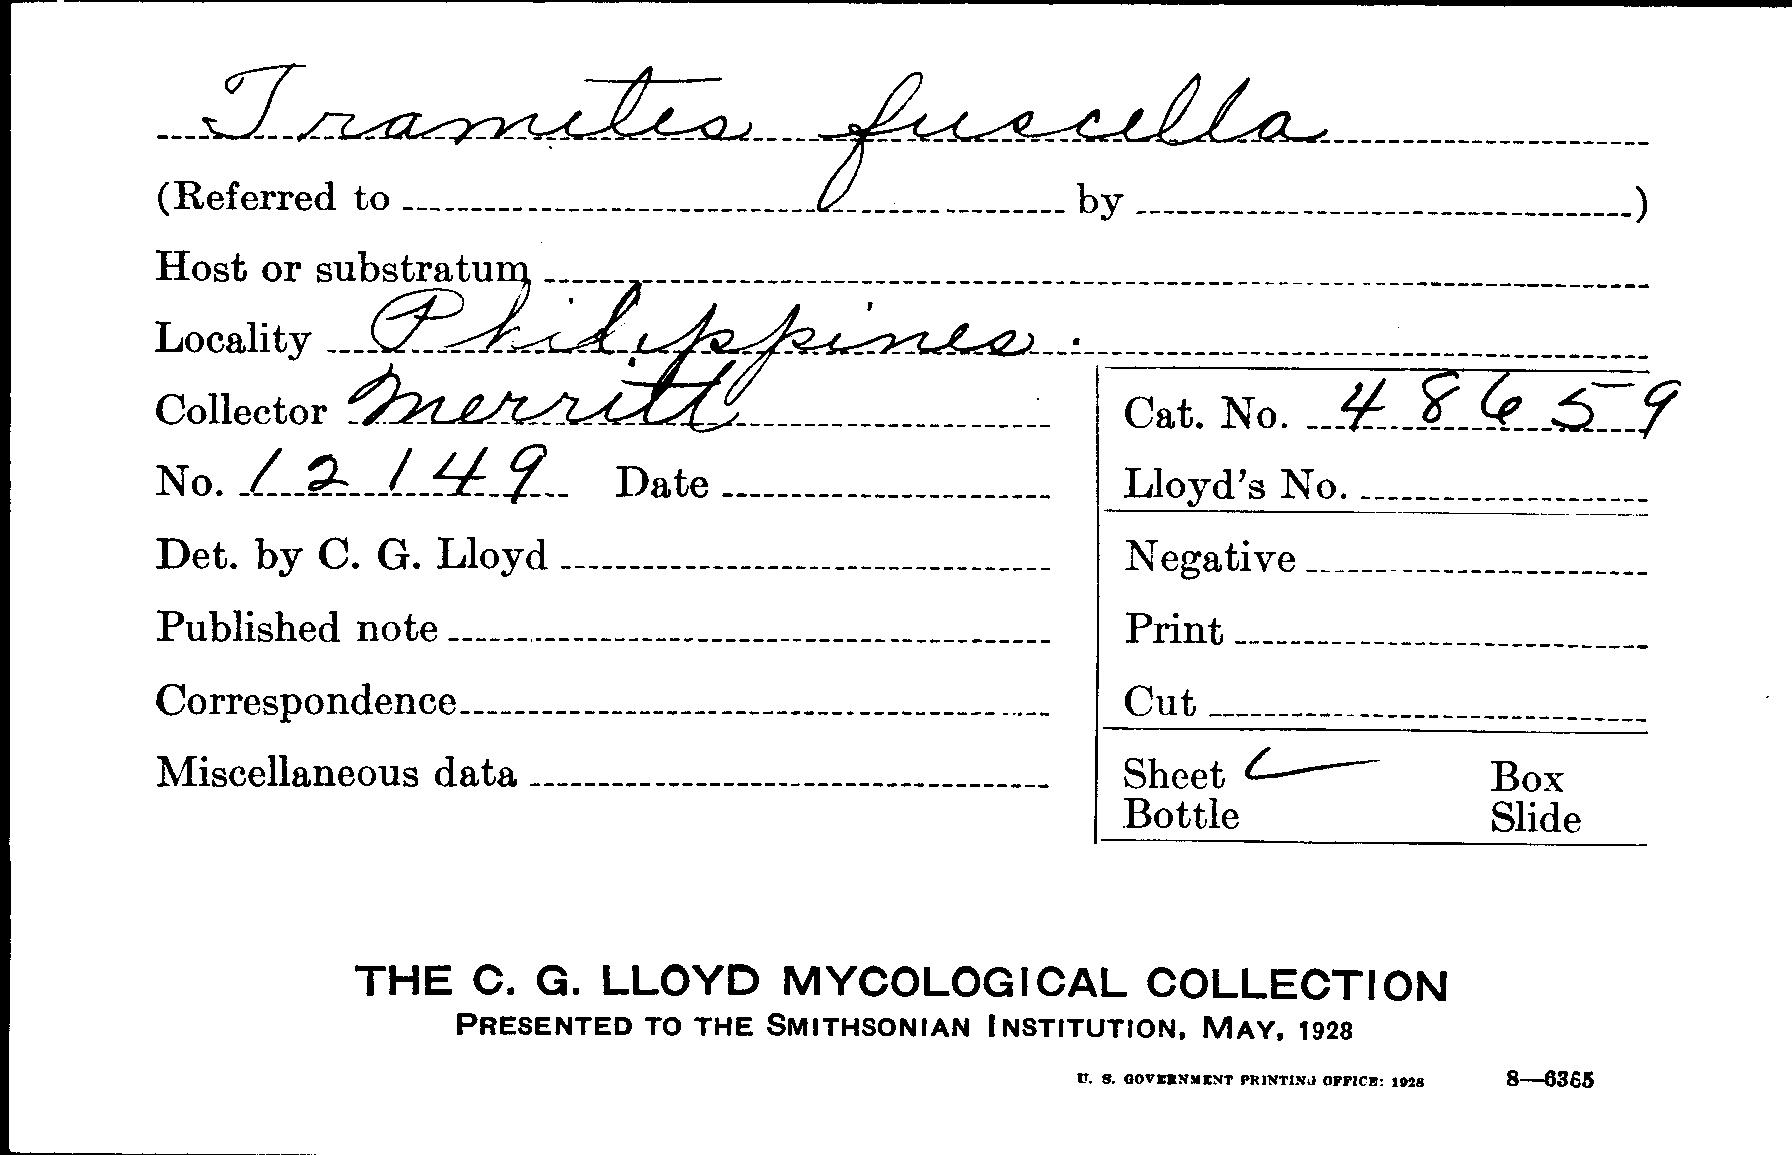 Trametes fuscella
(Referred to by )
Host or substratum
Locality Philippines.
Collector Merritt
No. 12149 Date
Det. by C. G. Lloyd
Published note
Correspondence
Miscellaneous data
Cat. No. 48659
Lloyd's No.
Negative
Print
Cut
Sheet ✓ Box
Bottle Slide
THE C. G. LLOYD MYCOLOGICAL COLLECTION
PRESENTED TO THE SMITHSONIAN INSTITUTION, MAY, 1928
U. S. GOVERNMENT PRINTING OFFICE: 1928 8—6365